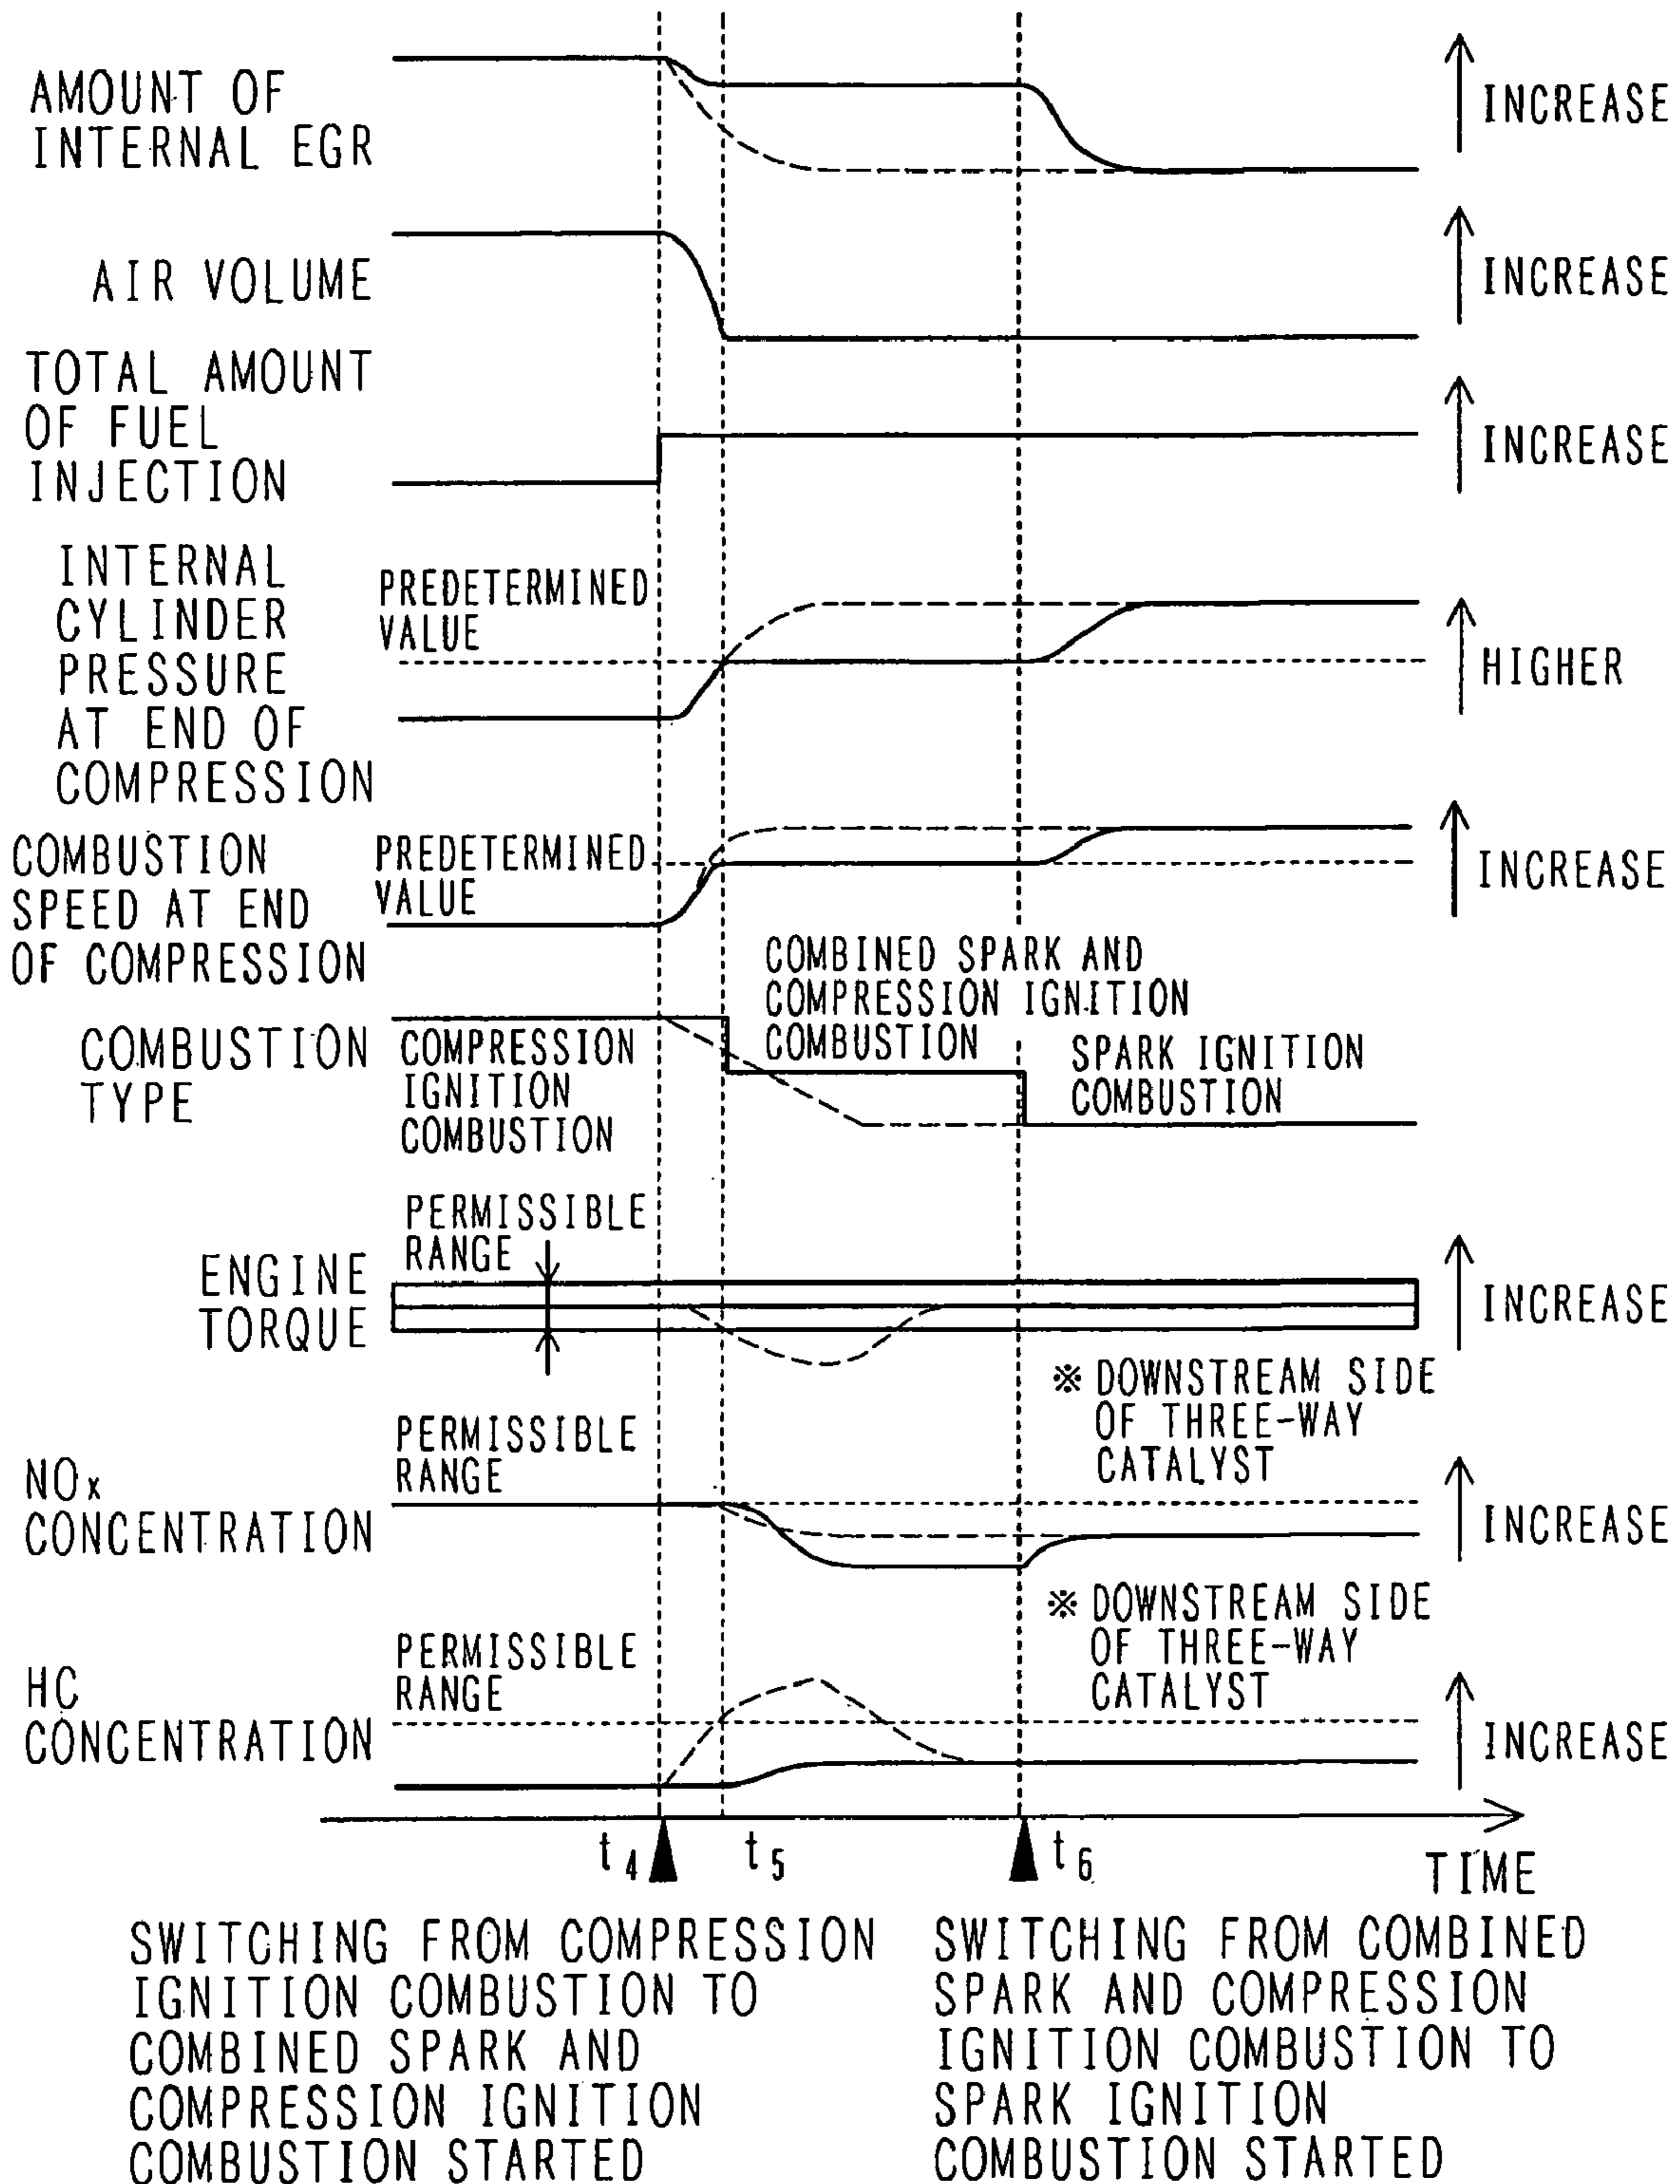 AMOUNT OF
INTERNAL EGR
INCREASE
AIR VOLUME
INCREASE
TOTAL AMOUNT
OF FUEL
INJECTION
INCREASE
INTERNAL
CYLINDER
PRESSURE
AT END OF
COMPRESSION
PREDETERMINED
VALUE
HIGHER
COMBUSTION
SPEED AT END
OF COMPRESSION
PREDETERMINED
VALUE
INCREASE
COMBUSTION
TYPE
COMPRESSION
IGNITION
COMBUSTION
COMBINED SPARK AND
COMPRESSION IGNITION
COMBUSTION
SPARK IGNITION
COMBUSTION
ENGINE
TORQUE
PERMISSIBLE
RANGE
INCREASE
NOx
CONCENTRATION
PERMISSIBLE
RANGE
※ DOWNSTREAM SIDE
OF THREE-WAY
CATALYST
INCREASE
HC
CONCENTRATION
PERMISSIBLE
RANGE
※ DOWNSTREAM SIDE
OF THREE-WAY
CATALYST
INCREASE
t4 t5 t6
TIME
SWITCHING FROM COMPRESSION
IGNITION COMBUSTION TO
COMBINED SPARK AND
COMPRESSION IGNITION
COMBUSTION STARTED
SWITCHING FROM COMBINED
SPARK AND COMPRESSION
IGNITION COMBUSTION TO
SPARK IGNITION
COMBUSTION STARTED